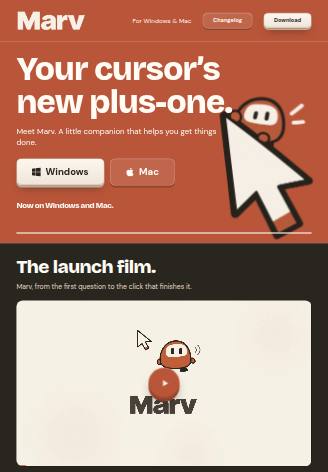 Marv
For Windows & Mac
Changelog
Download
Your cursor's
new plus-one.
Meet Marv. A little companion that helps you get things
done.
Windows
Mac
Now on Windows and Mac.
The launch film.
Marv, from the first question to the click that finishes it.
Marv